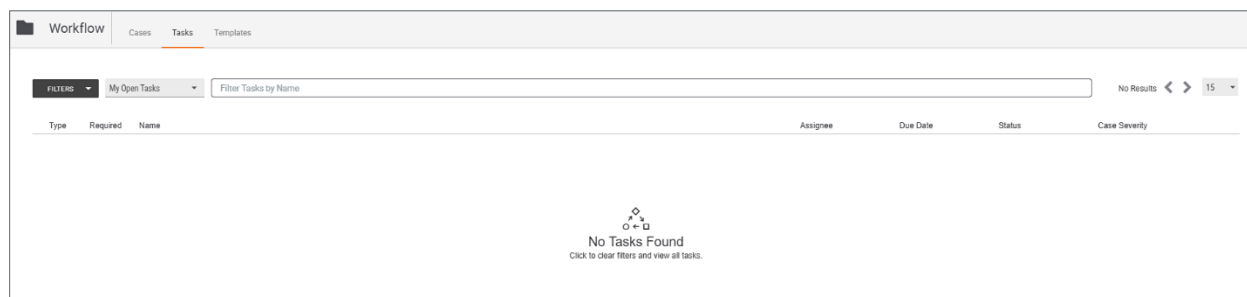 Workflow Cases Tasks Templates
FILTERS My Open Tasks Filter Tasks by Name No Results 15
Type Required Name Assignee Due Date Status Case Severity
No Tasks Found
Click to clear filters and view all tasks.